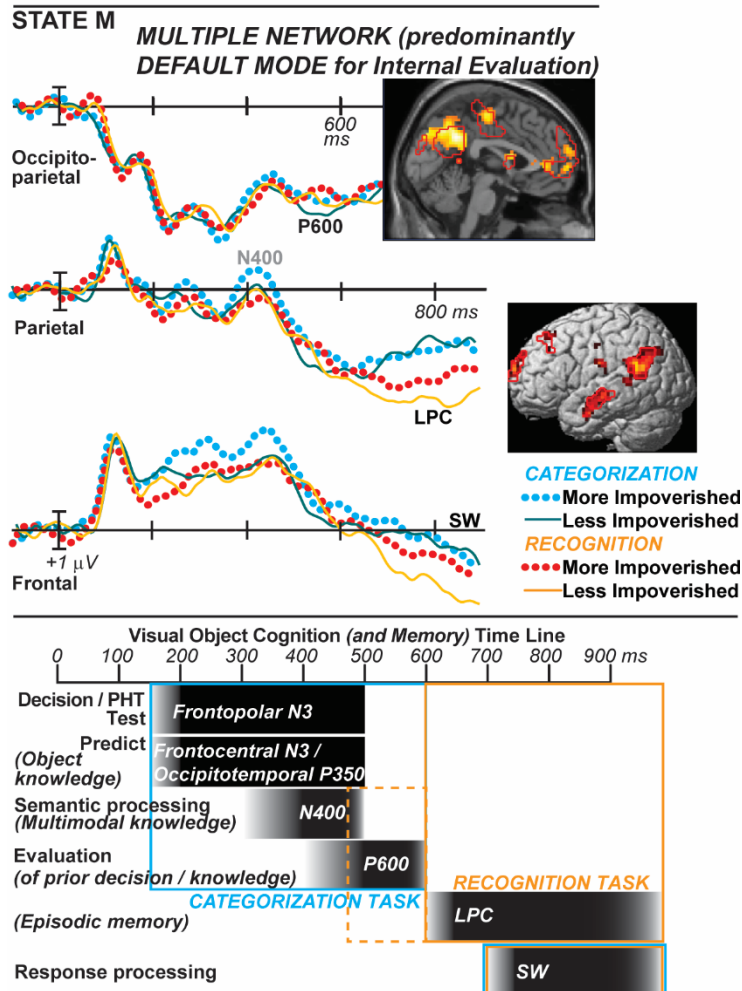 STATE M
MULTIPLE NETWORK (predominantly
DEFAULT MODE for Internal Evaluation)
600
ms
Occipito-
parietal
P600
N400
Parietal
800 ms
LPC
CATEGORIZATION
More Impoverished
Less Impoverished
RECOGNITION
More Impoverished
Less Impoverished
SW
+1 μV
Frontal
Visual Object Cognition (and Memory) Time Line
0 100 200 300 400 500 600 700 800 900 ms
Decision / PHT
Test
Frontopolar N3
Predict
(Object
knowledge)
Frontocentral N3 /
Occipitotemporal P350
Semantic processing
(Multimodal knowledge)
N400
Evaluation
(of prior decision / knowledge)
P600
CATEGORIZATION TASK
RECOGNITION TASK
(Episodic memory)
LPC
Response processing
SW